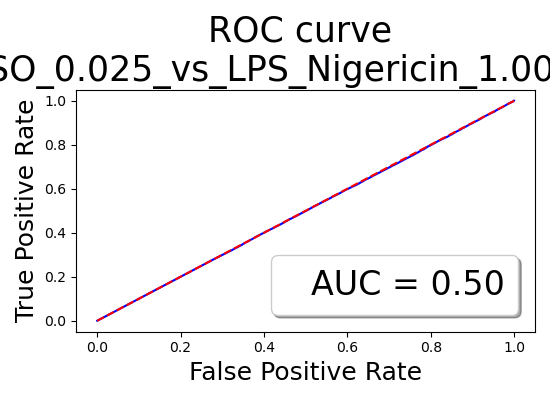 ROC curve
SO_0.025_vs_LPS_Nigericin_1.00
1.0
0.8
0.6
0.4
0.2
0.0
True Positive Rate
AUC = 0.50
0.0 0.2 0.4 0.6 0.8 1.0
False Positive Rate